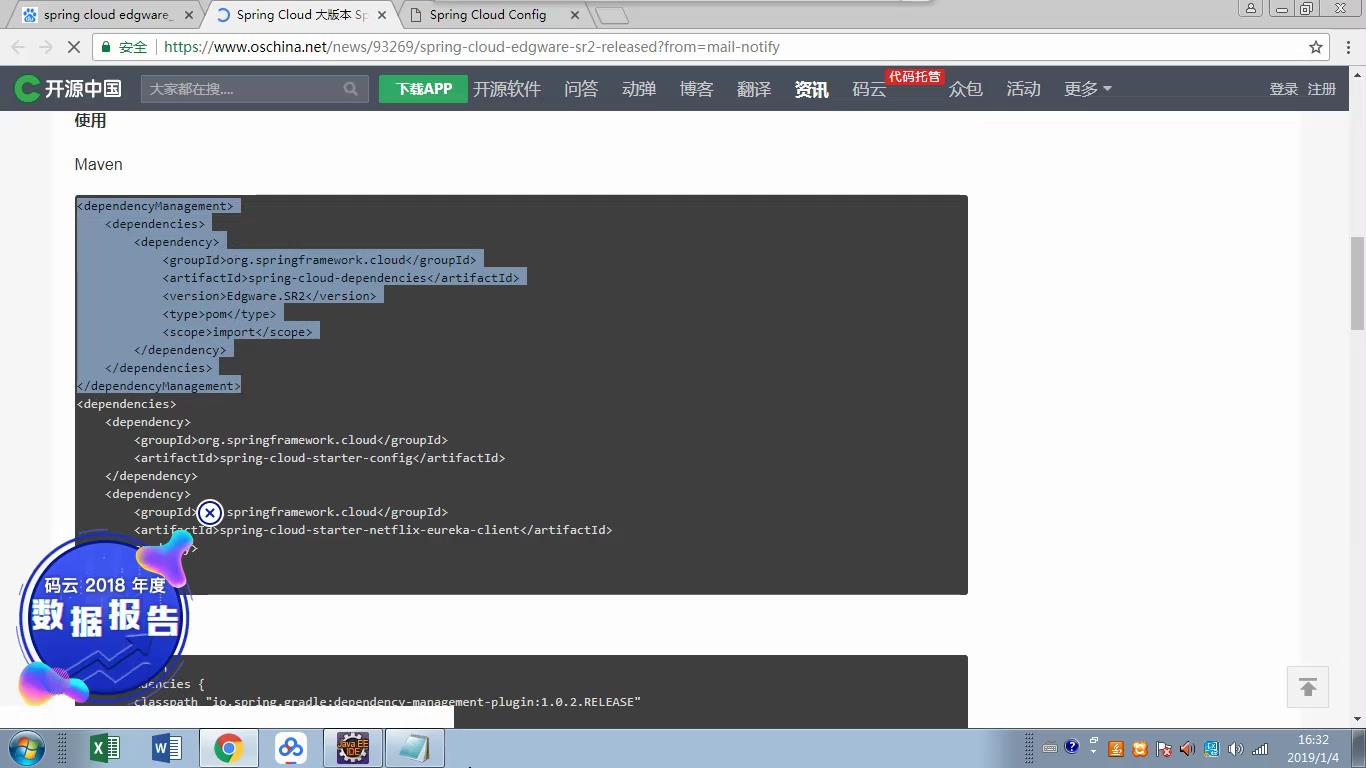 spring cloud edgware_
Spring Cloud 大版本 Sp
Spring Cloud Config
安全
https://www.oschina.net/news/93269/spring-cloud-edgware-sr2-released?from=mail-notify
开源中国
大家都在搜....
下载APP
开源软件
问答
动弹
博客
翻译
资讯
码云
代码托管
众包
活动
更多
登录
注册
使用
Maven
<dependencyManagement>
    <dependencies>
        <dependency>
            <groupId>org.springframework.cloud</groupId>
            <artifactId>spring-cloud-dependencies</artifactId>
            <version>Edgware.SR2</version>
            <type>pom</type>
            <scope>import</scope>
        </dependency>
    </dependencies>
</dependencyManagement>
<dependencies>
    <dependency>
        <groupId>org.springframework.cloud</groupId>
        <artifactId>spring-cloud-starter-config</artifactId>
    </dependency>
    <dependency>
        <groupId> springframework.cloud</groupId>
        <artifactId>spring-cloud-starter-netflix-eureka-client</artifactId>
码云 2018 年度
数据报告
{
classpath "io.spring.gradle:dependency-management-plugin:1.0.2.RELEASE"
Java EE
IDE
16:32
2019/1/4